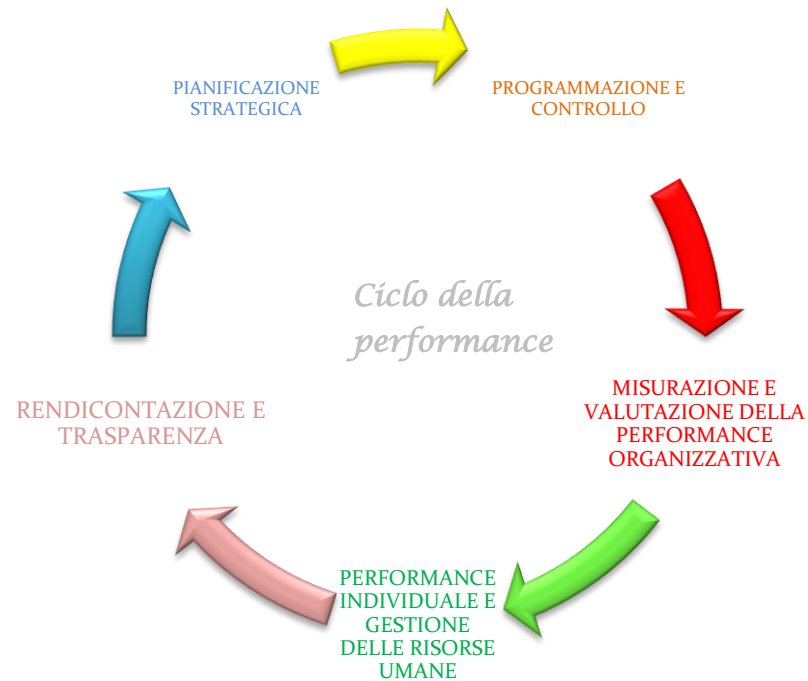 PIANIFICAZIONE
STRATEGICA
PROGRAMMAZIONE E
CONTROLLO
Ciclo della
performance
MISURAZIONE E
VALUTAZIONE DELLA
PERFORMANCE
ORGANIZZATIVA
RENDICONTAZIONE E
TRASPARENZA
PERFORMANCE
INDIVIDUALE E
GESTIONE
DELLE RISORSE
UMANE